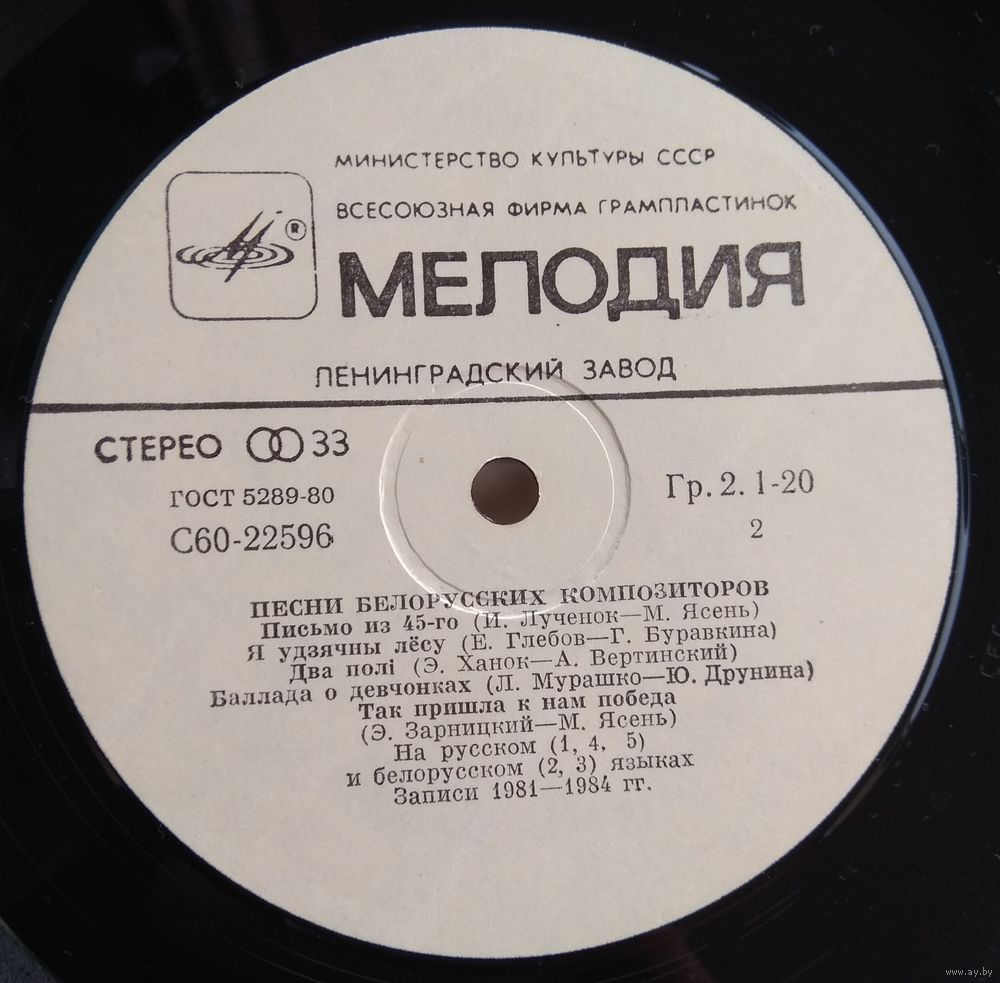 МИНИСТЕРСТВО КУЛЬТУРЫ СССР
ВСЕСОЮЗНАЯ ФИРМА ГРАМПЛАСТИНОК
®
МЕЛОДИЯ
ЛЕНИНГРАДСКИЙ ЗАВОД
СТЕРЕО 33
ГОСТ 5289-80
С60-22596
Гр. 2. 1-20
2
ПЕСНИ БЕЛОРУССКИХ КОМПОЗИТОРОВ
Письмо из 45-го (И. Лученок—М. Ясень)
Я удзячны лёсу (Е. Глебов—Г. Буравкина)
Два полі (Э. Ханок—А. Вертинский)
Баллада о девчонках (Л. Мурашко—Ю. Друнина)
Так пришла к нам победа
(Э. Зарницкий—М. Ясень)
На русском (1, 4, 5)
и белорусском (2, 3) языках
Записи 1981—1984 гг.
www.ay.by